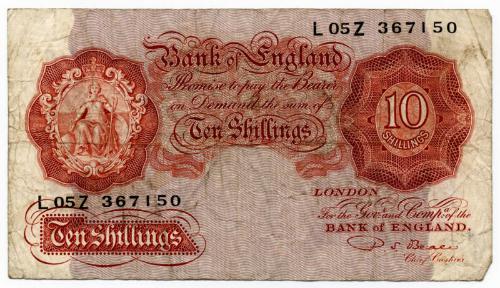 L05Z 367150
Bank of England
Promise to pay the Bearer
on Demand the sum of
Ten Shillings
10
SHILLINGS
L05Z 367150
LONDON
For the Govr. and Compa. of the
BANK OF ENGLAND.
Ten Shillings
Chief Cashier